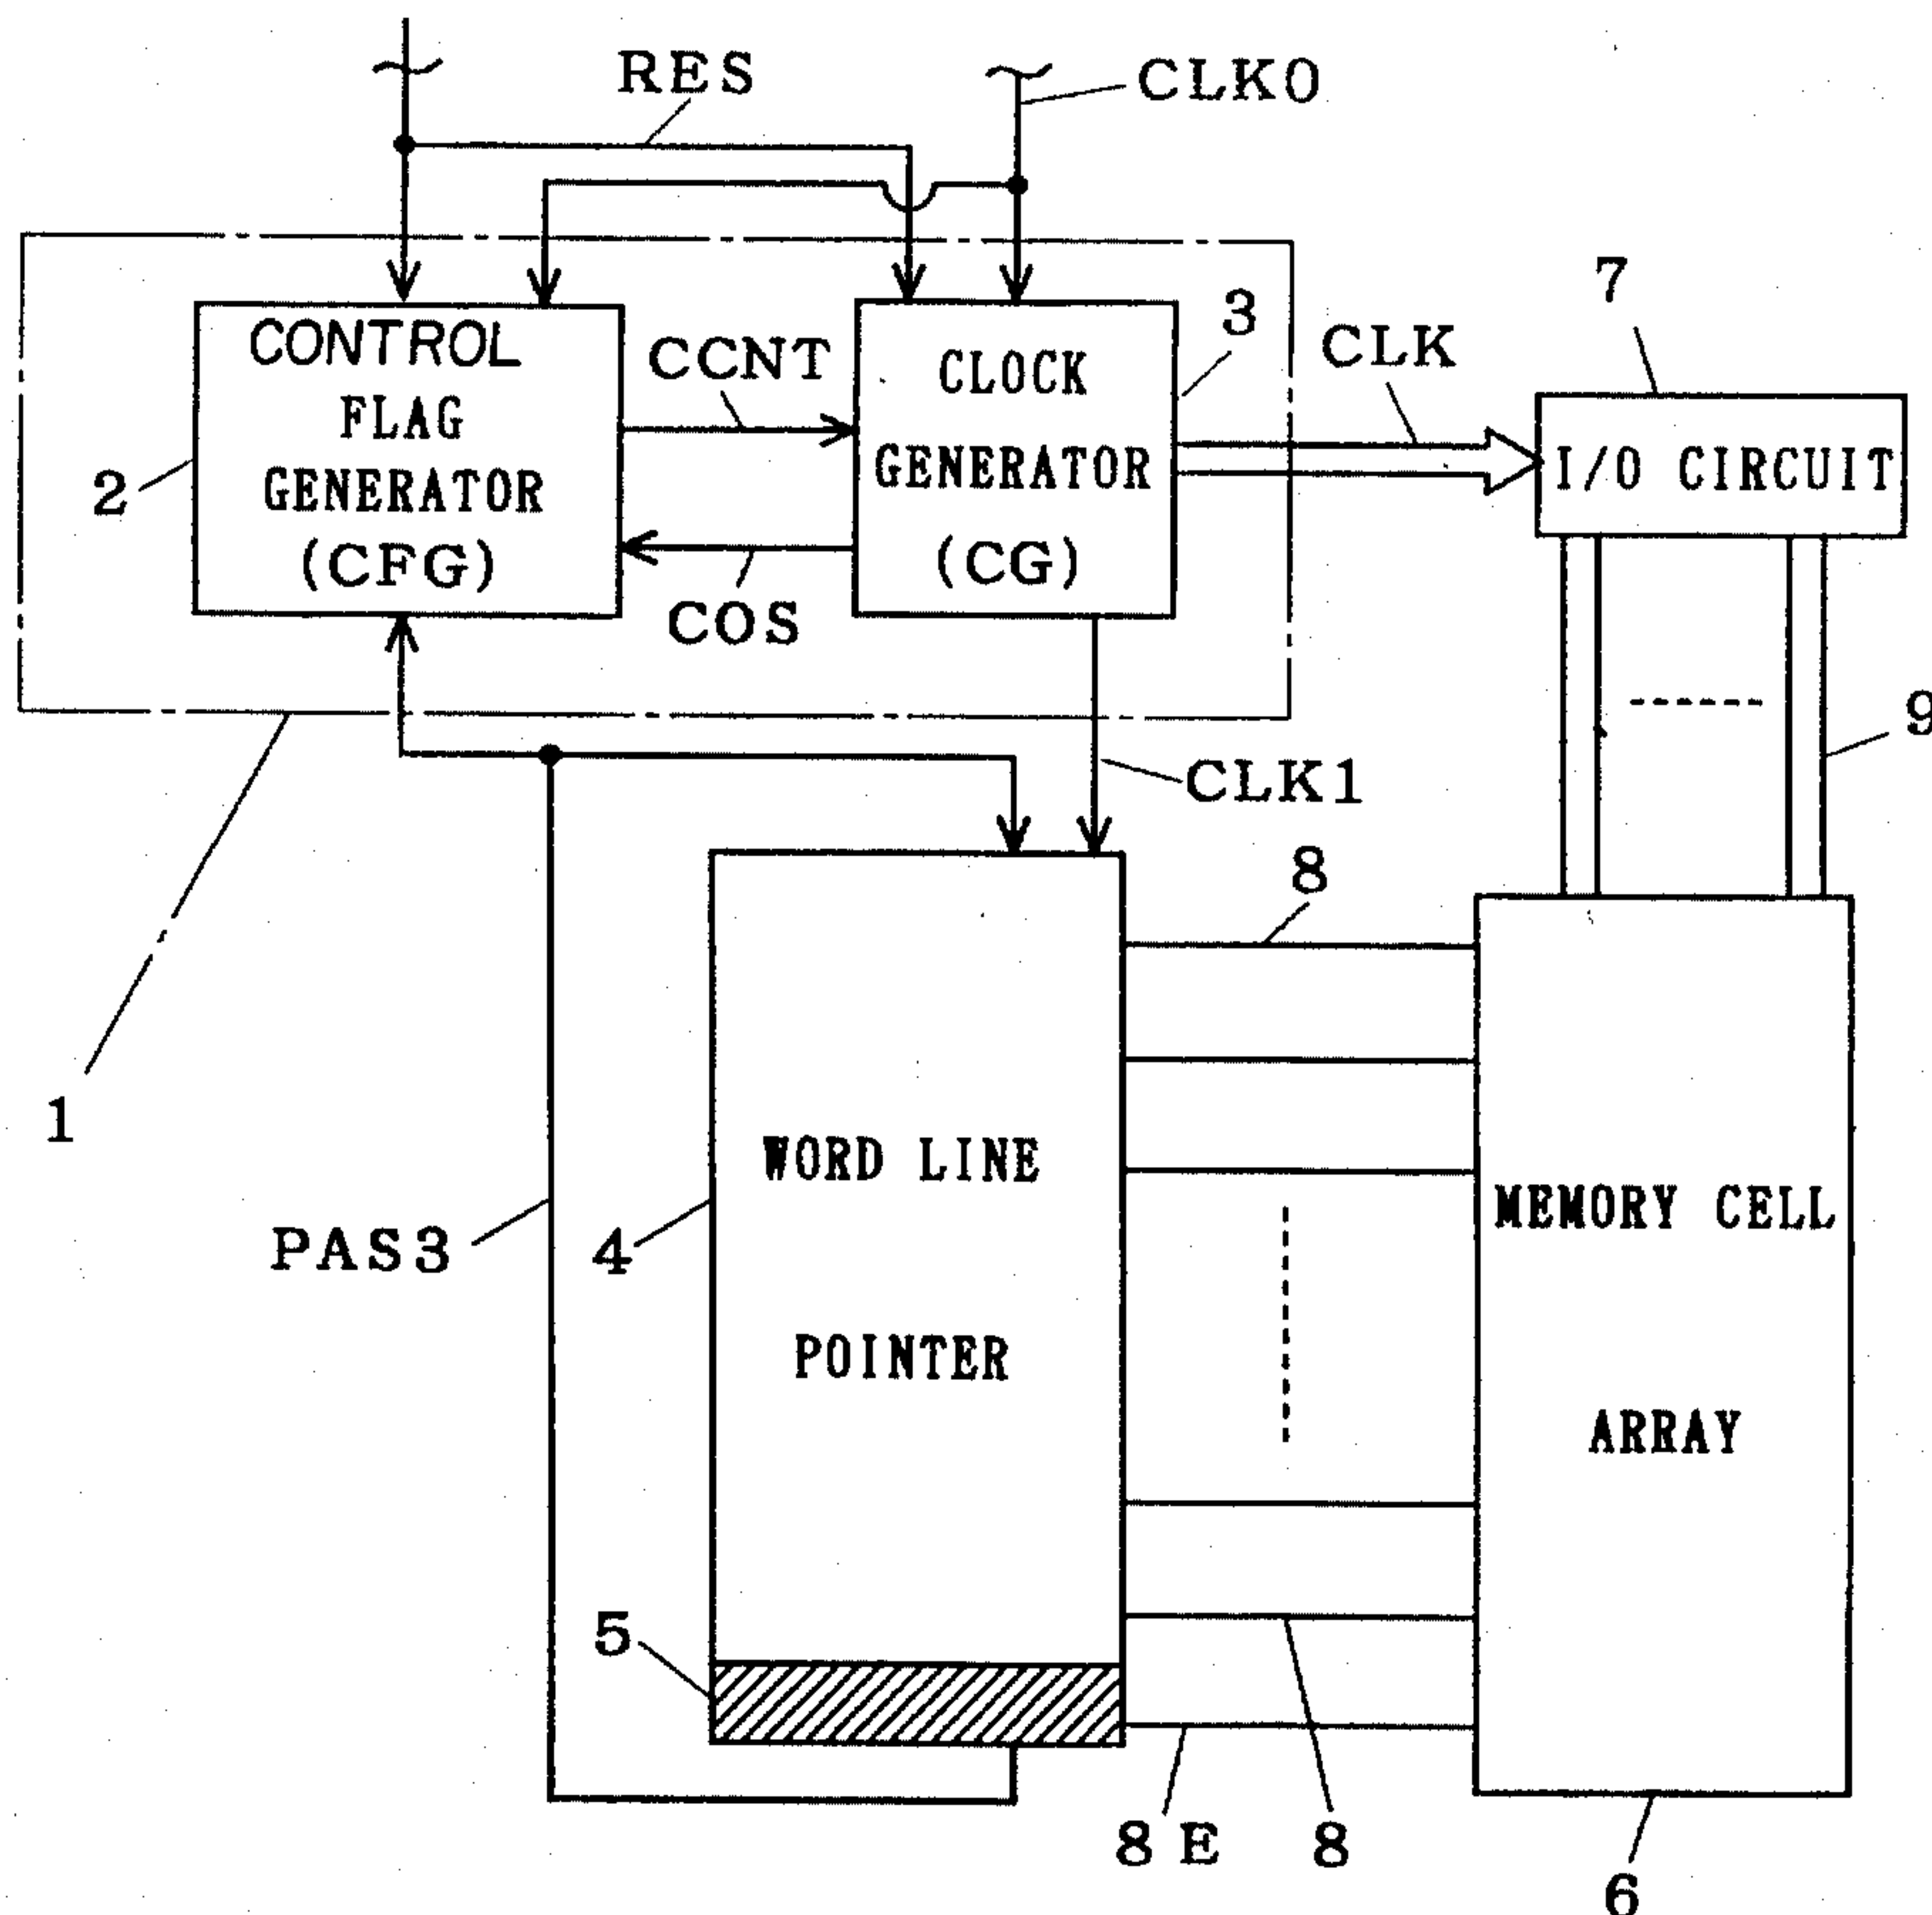 RES
CLK0
CONTROL
FLAG
GENERATOR
(CFG)
CCNT
COS
CLOCK
GENERATOR
(CG)
3
CLK
7
I/O CIRCUIT
2
9
CLK1
1
8
PAS3
4
WORD LINE
POINTER
MEMORY CELL
ARRAY
5
8E
8
6